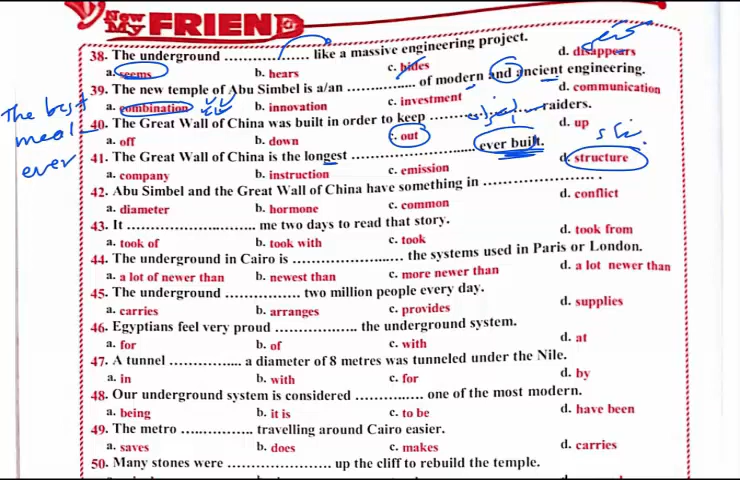 New
My FRIEND
38. The underground ................ like a massive engineering project.
a. seems b. hears c. hides d. disappears
39. The new temple of Abu Simbel is a/an ................ of modern and ancient engineering.
a. combination b. innovation c. investment d. communication
40. The Great Wall of China was built in order to keep ................ raiders.
a. off b. down c. out d. up
41. The Great Wall of China is the longest ................ ever built.
a. company b. instruction c. emission d. structure
42. Abu Simbel and the Great Wall of China have something in ................ .
a. diameter b. hormone c. common d. conflict
43. It ................ me two days to read that story.
a. took of b. took with c. took d. took from
44. The underground in Cairo is ................ the systems used in Paris or London.
a. a lot of newer than b. newest than c. more newer than d. a lot newer than
45. The underground ................ two million people every day.
a. carries b. arranges c. provides d. supplies
46. Egyptians feel very proud ................ the underground system.
a. for b. of c. with d. at
47. A tunnel ................ a diameter of 8 metres was tunneled under the Nile.
a. in b. with c. for d. by
48. Our underground system is considered ................ one of the most modern.
a. being b. it is c. to be d. have been
49. The metro ................ travelling around Cairo easier.
a. saves b. does c. makes d. carries
50. Many stones were ................ up the cliff to rebuild the temple.
The best
meal
ever